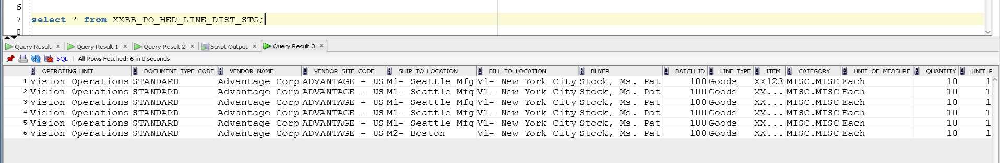 6
7 select * from XXBB_PO_HED_LINE_DIST_STG;
8
Query Result x Query Result 1 x Query Result 2 x Script Output x Query Result 3 x
SQL | All Rows Fetched: 6 in 0 seconds
OPERATING_UNIT DOCUMENT_TYPE_CODE VENDOR_NAME VENDOR_SITE_CODE SHIP_TO_LOCATION BILL_TO_LOCATION BUYER BATCH_ID LINE_TYPE ITEM CATEGORY UNIT_OF_MEASURE QUANTITY UNIT_F
1 Vision Operations STANDARD Advantage Corp ADVANTAGE - US M1- Seattle Mfg V1- New York City Stock, Ms. Pat 100 Goods XX123 MISC.MISC Each 10 1
2 Vision Operations STANDARD Advantage Corp ADVANTAGE - US M1- Seattle Mfg V1- New York City Stock, Ms. Pat 100 Goods XX... MISC.MISC Each 10 1
3 Vision Operations STANDARD Advantage Corp ADVANTAGE - US M1- Seattle Mfg V1- New York City Stock, Ms. Pat 100 Goods XX... MISC.MISC Each 10 1
4 Vision Operations STANDARD Advantage Corp ADVANTAGE - US M1- Seattle Mfg V1- New York City Stock, Ms. Pat 100 Goods XX... MISC.MISC Each 10 1
5 Vision Operations STANDARD Advantage Corp ADVANTAGE - US M1- Seattle Mfg V1- New York City Stock, Ms. Pat 100 Goods XX... MISC.MISC Each 10 1
6 Vision Operations STANDARD Advantage Corp ADVANTAGE - US M2- Boston V1- New York City Stock, Ms. Pat 100 Goods XX... MISC.MISC Each 10 1